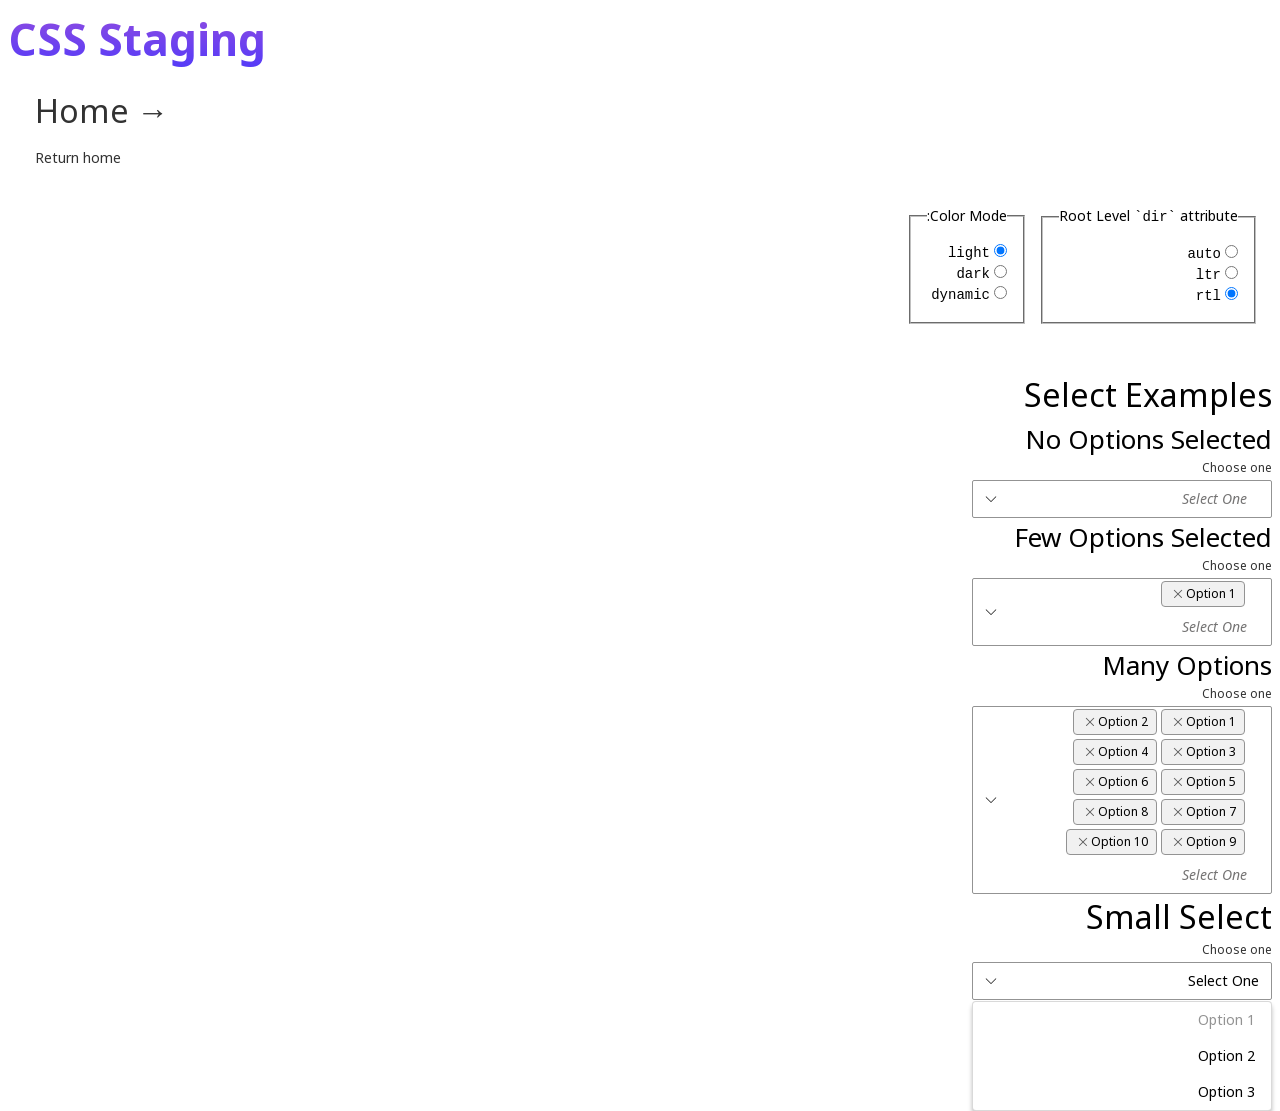 CSS Staging
Home →
Return home
Root Level `dir` attribute
auto
ltr
rtl
:Color Mode
light
dark
dynamic
Select Examples
No Options Selected
Choose one
Select One
Few Options Selected
Choose one
Option 1
Select One
Many Options
Choose one
Option 1 Option 2
Option 3 Option 4
Option 5 Option 6
Option 7 Option 8
Option 9 Option 10
Select One
Small Select
Choose one
Select One
Option 1
Option 2
Option 3